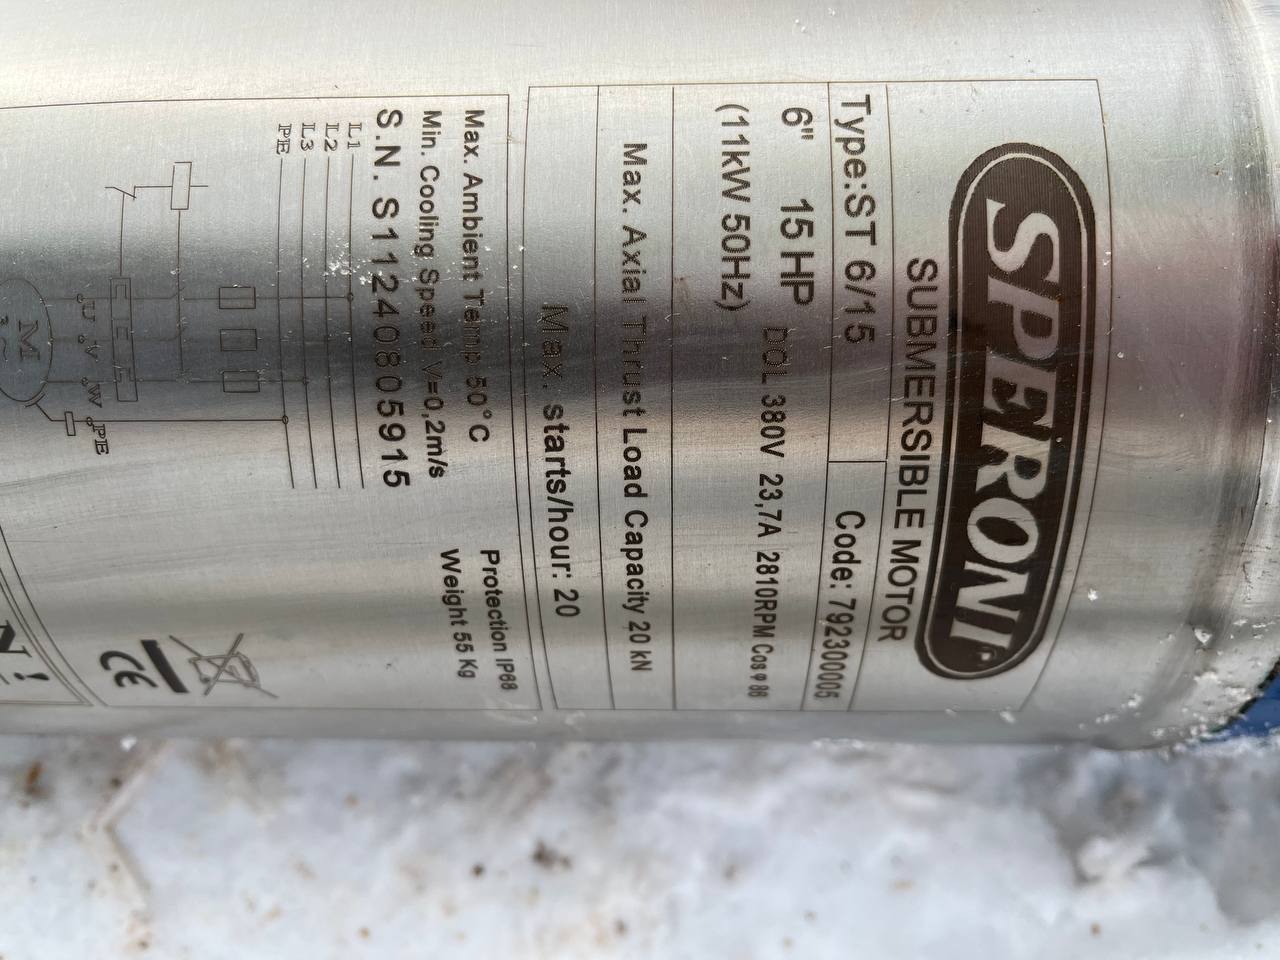 SPERONI
SUBMERSIBLE MOTOR
Type:ST 6/15 Code: 792300005
6" 15 HP DOL 380V 23,7A 2810RPM Cos φ 86
(11kW 50Hz)
Max. Axial Thrust Load Capacity 20 kN
Max. starts/hour: 20
Max. Ambient Temp 50°C Protection IP68
Min. Cooling Speed V=0,2m/s Weight 55 Kg
S.N. S11240805915
L1
L2
L3
PE
U V W PE
M
3 ~
CE
N!